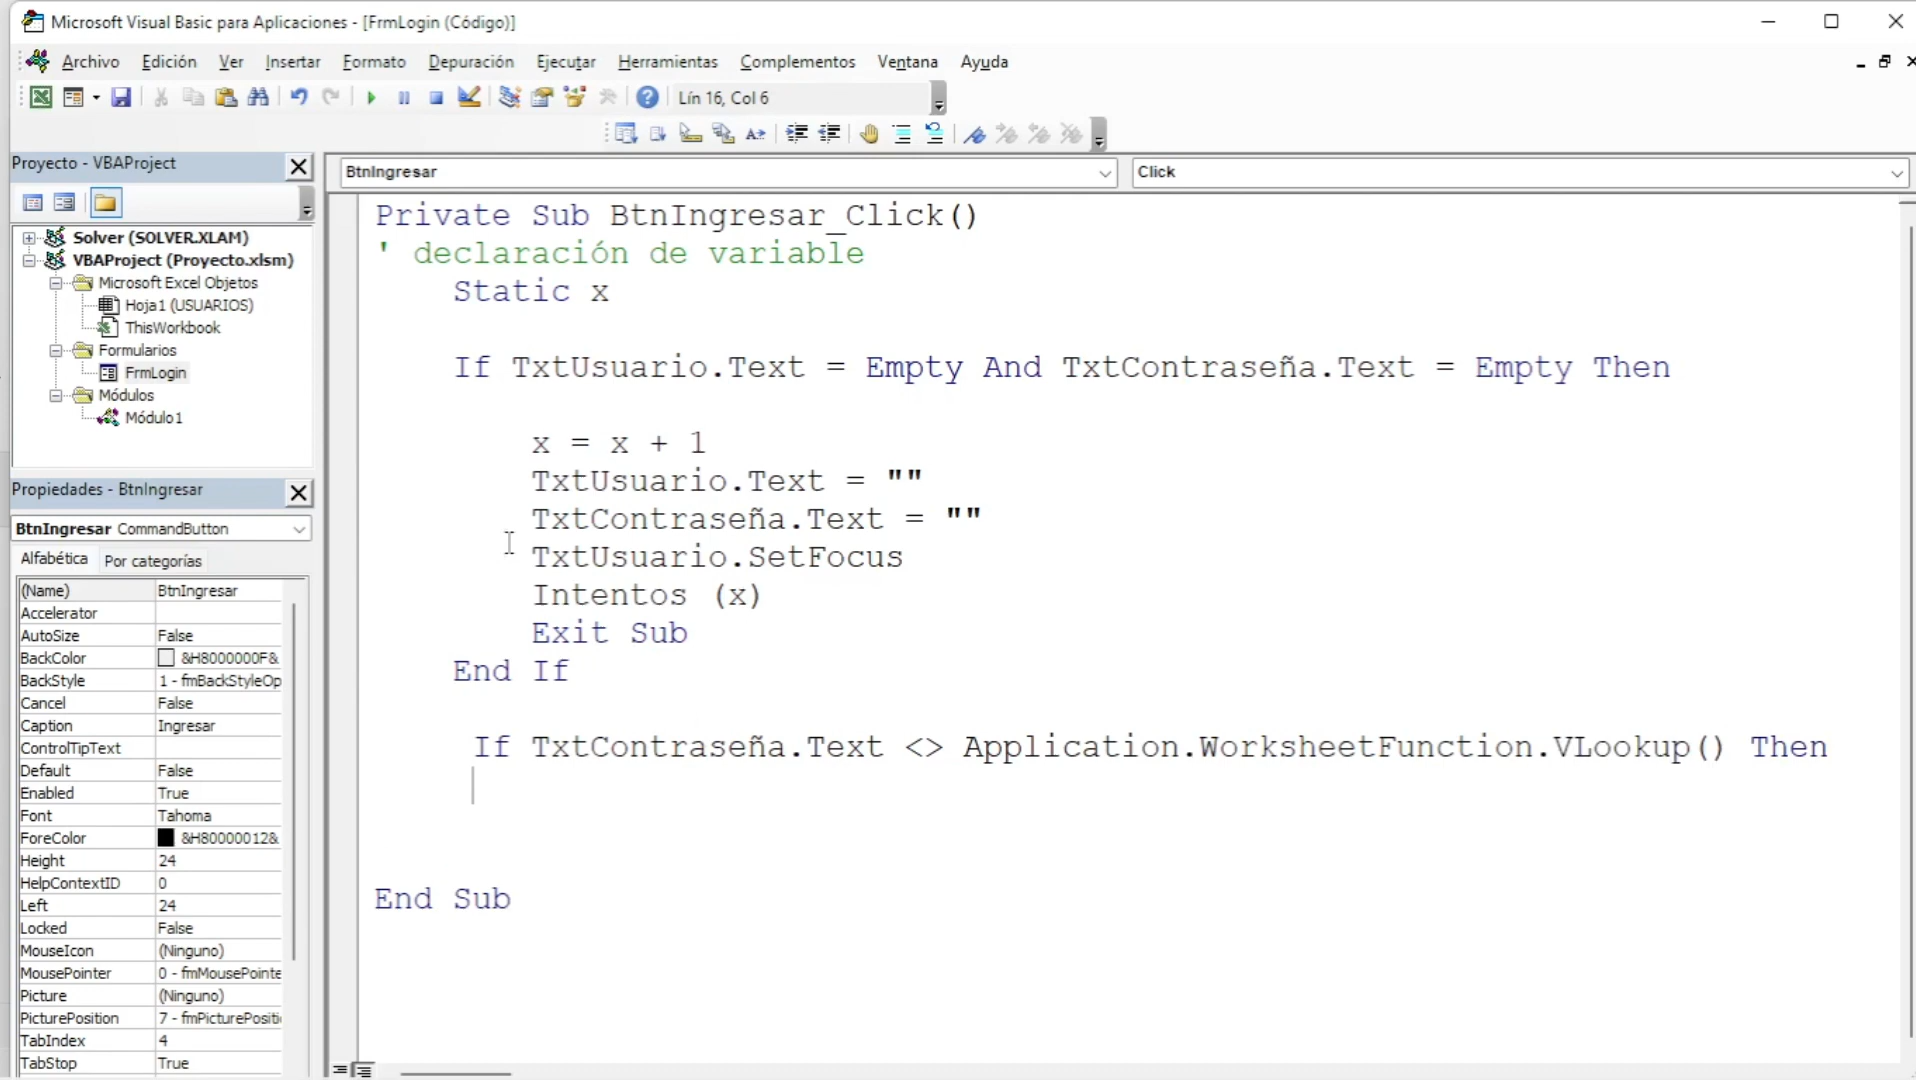 Microsoft Visual Basic para Aplicaciones - [FrmLogin (Código)]
Archivo Edición Ver Insertar Formato Depuración Ejecutar Herramientas Complementos Ventana Ayuda
Lín 16, Col 6
Proyecto - VBAProject
Solver (SOLVER.XLAM)
VBAProject (Proyecto.xlsm)
Microsoft Excel Objetos
Hoja1 (USUARIOS)
ThisWorkbook
Formularios
FrmLogin
Módulos
Módulo1
Propiedades - BtnIngresar
BtnIngresar CommandButton
Alfabética Por categorías
(Name) BtnIngresar
Accelerator
AutoSize False
BackColor &H8000000F&
BackStyle 1 - fmBackStyleOp
Cancel False
Caption Ingresar
ControlTipText
Default False
Enabled True
Font Tahoma
ForeColor &H80000012&
Height 24
HelpContextID 0
Left 24
Locked False
MouseIcon (Ninguno)
MousePointer 0 - fmMousePointe
Picture (Ninguno)
PicturePosition 7 - fmPicturePositi
TabIndex 4
TabStop True
BtnIngresar Click
Private Sub BtnIngresar_Click()
' declaración de variable
Static x
If TxtUsuario.Text = Empty And TxtContraseña.Text = Empty Then
x = x + 1
TxtUsuario.Text = ""
TxtContraseña.Text = ""
TxtUsuario.SetFocus
Intentos (x)
Exit Sub
End If
If TxtContraseña.Text <> Application.WorksheetFunction.VLookup() Then
End Sub